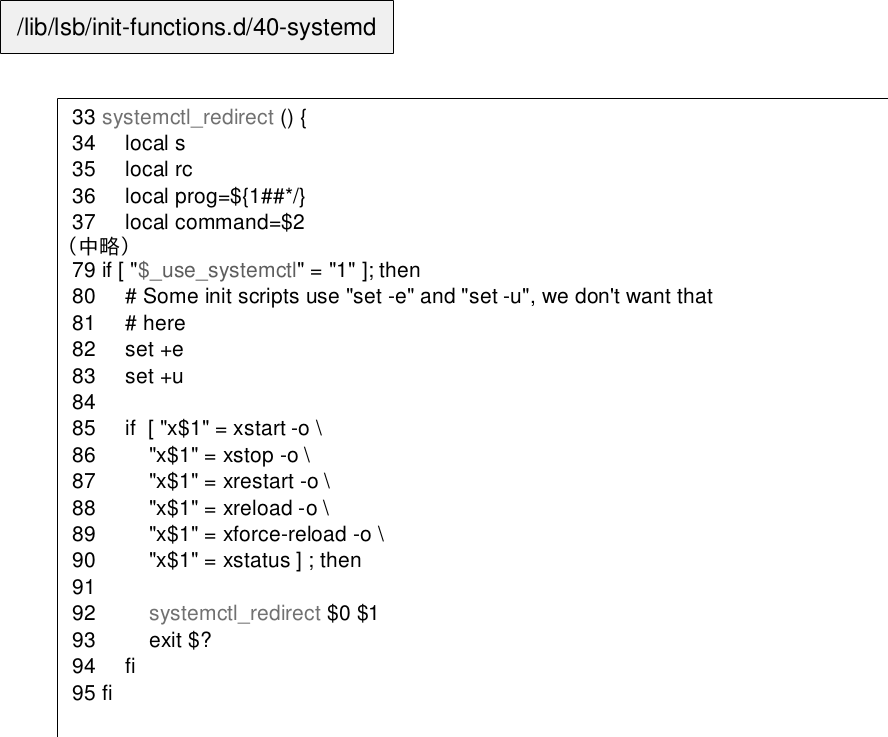 /lib/lsb/init-functions.d/40-systemd
33 systemctl_redirect () {
34     local s
35     local rc
36     local prog=${1##*/}
37     local command=$2
（中略）
79 if [ "$_use_systemctl" = "1" ]; then
80     # Some init scripts use "set -e" and "set -u", we don't want that
81     # here
82     set +e
83     set +u
84
85     if  [ "x$1" = xstart -o \
86         "x$1" = xstop -o \
87         "x$1" = xrestart -o \
88         "x$1" = xreload -o \
89         "x$1" = xforce-reload -o \
90         "x$1" = xstatus ] ; then
91
92         systemctl_redirect $0 $1
93         exit $?
94     fi
95 fi